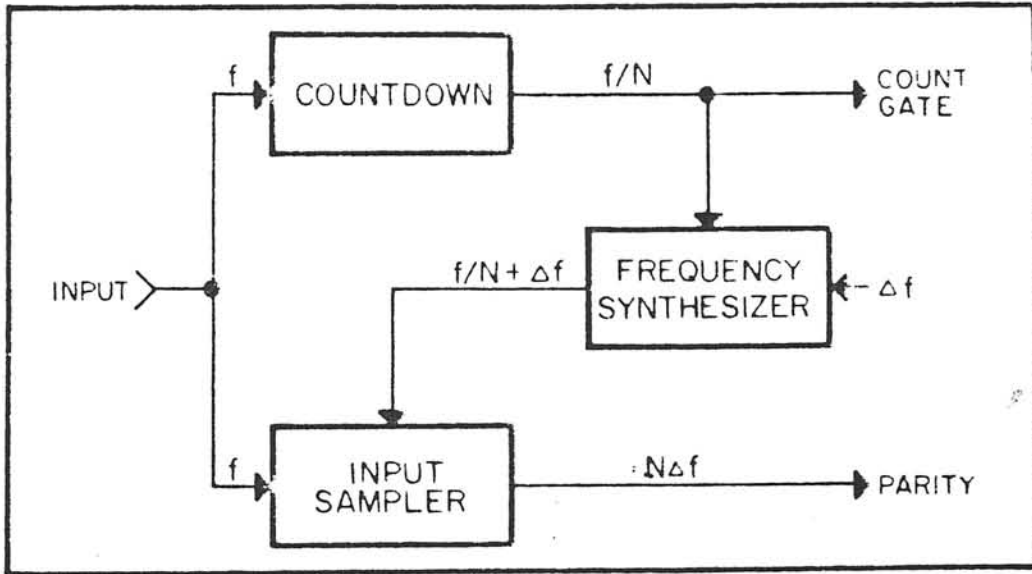 f
COUNTDOWN
f/N
COUNT
GATE
INPUT
f/N + Δf
FREQUENCY
SYNTHESIZER
- Δf
f
INPUT
SAMPLER
NΔf
PARITY